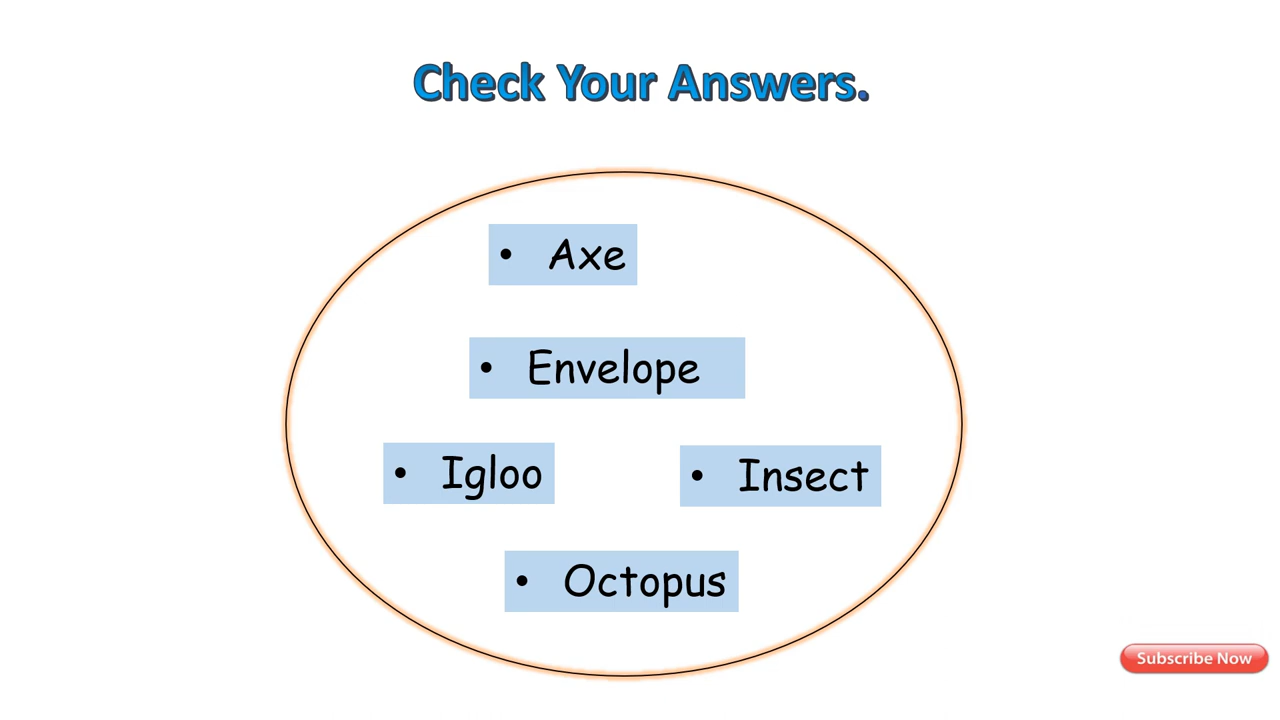 Check Your Answers.
• Axe
• Envelope
• Igloo
• Insect
• Octopus
Subscribe Now